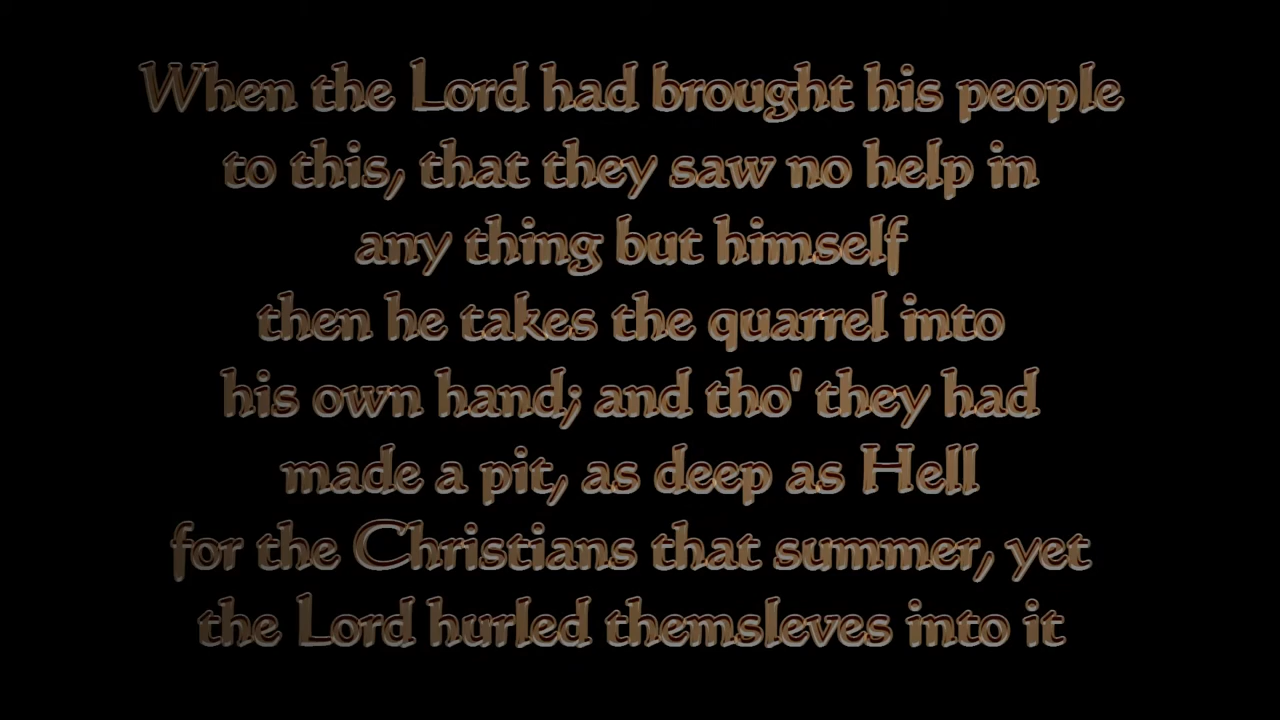 When the Lord had brought his people
to this, that they saw no help in
any thing but himself
then he takes the quarrel into
his own hand; and tho' they had
made a pit, as deep as Hell
for the Christians that summer, yet
the Lord hurled themsleves into it